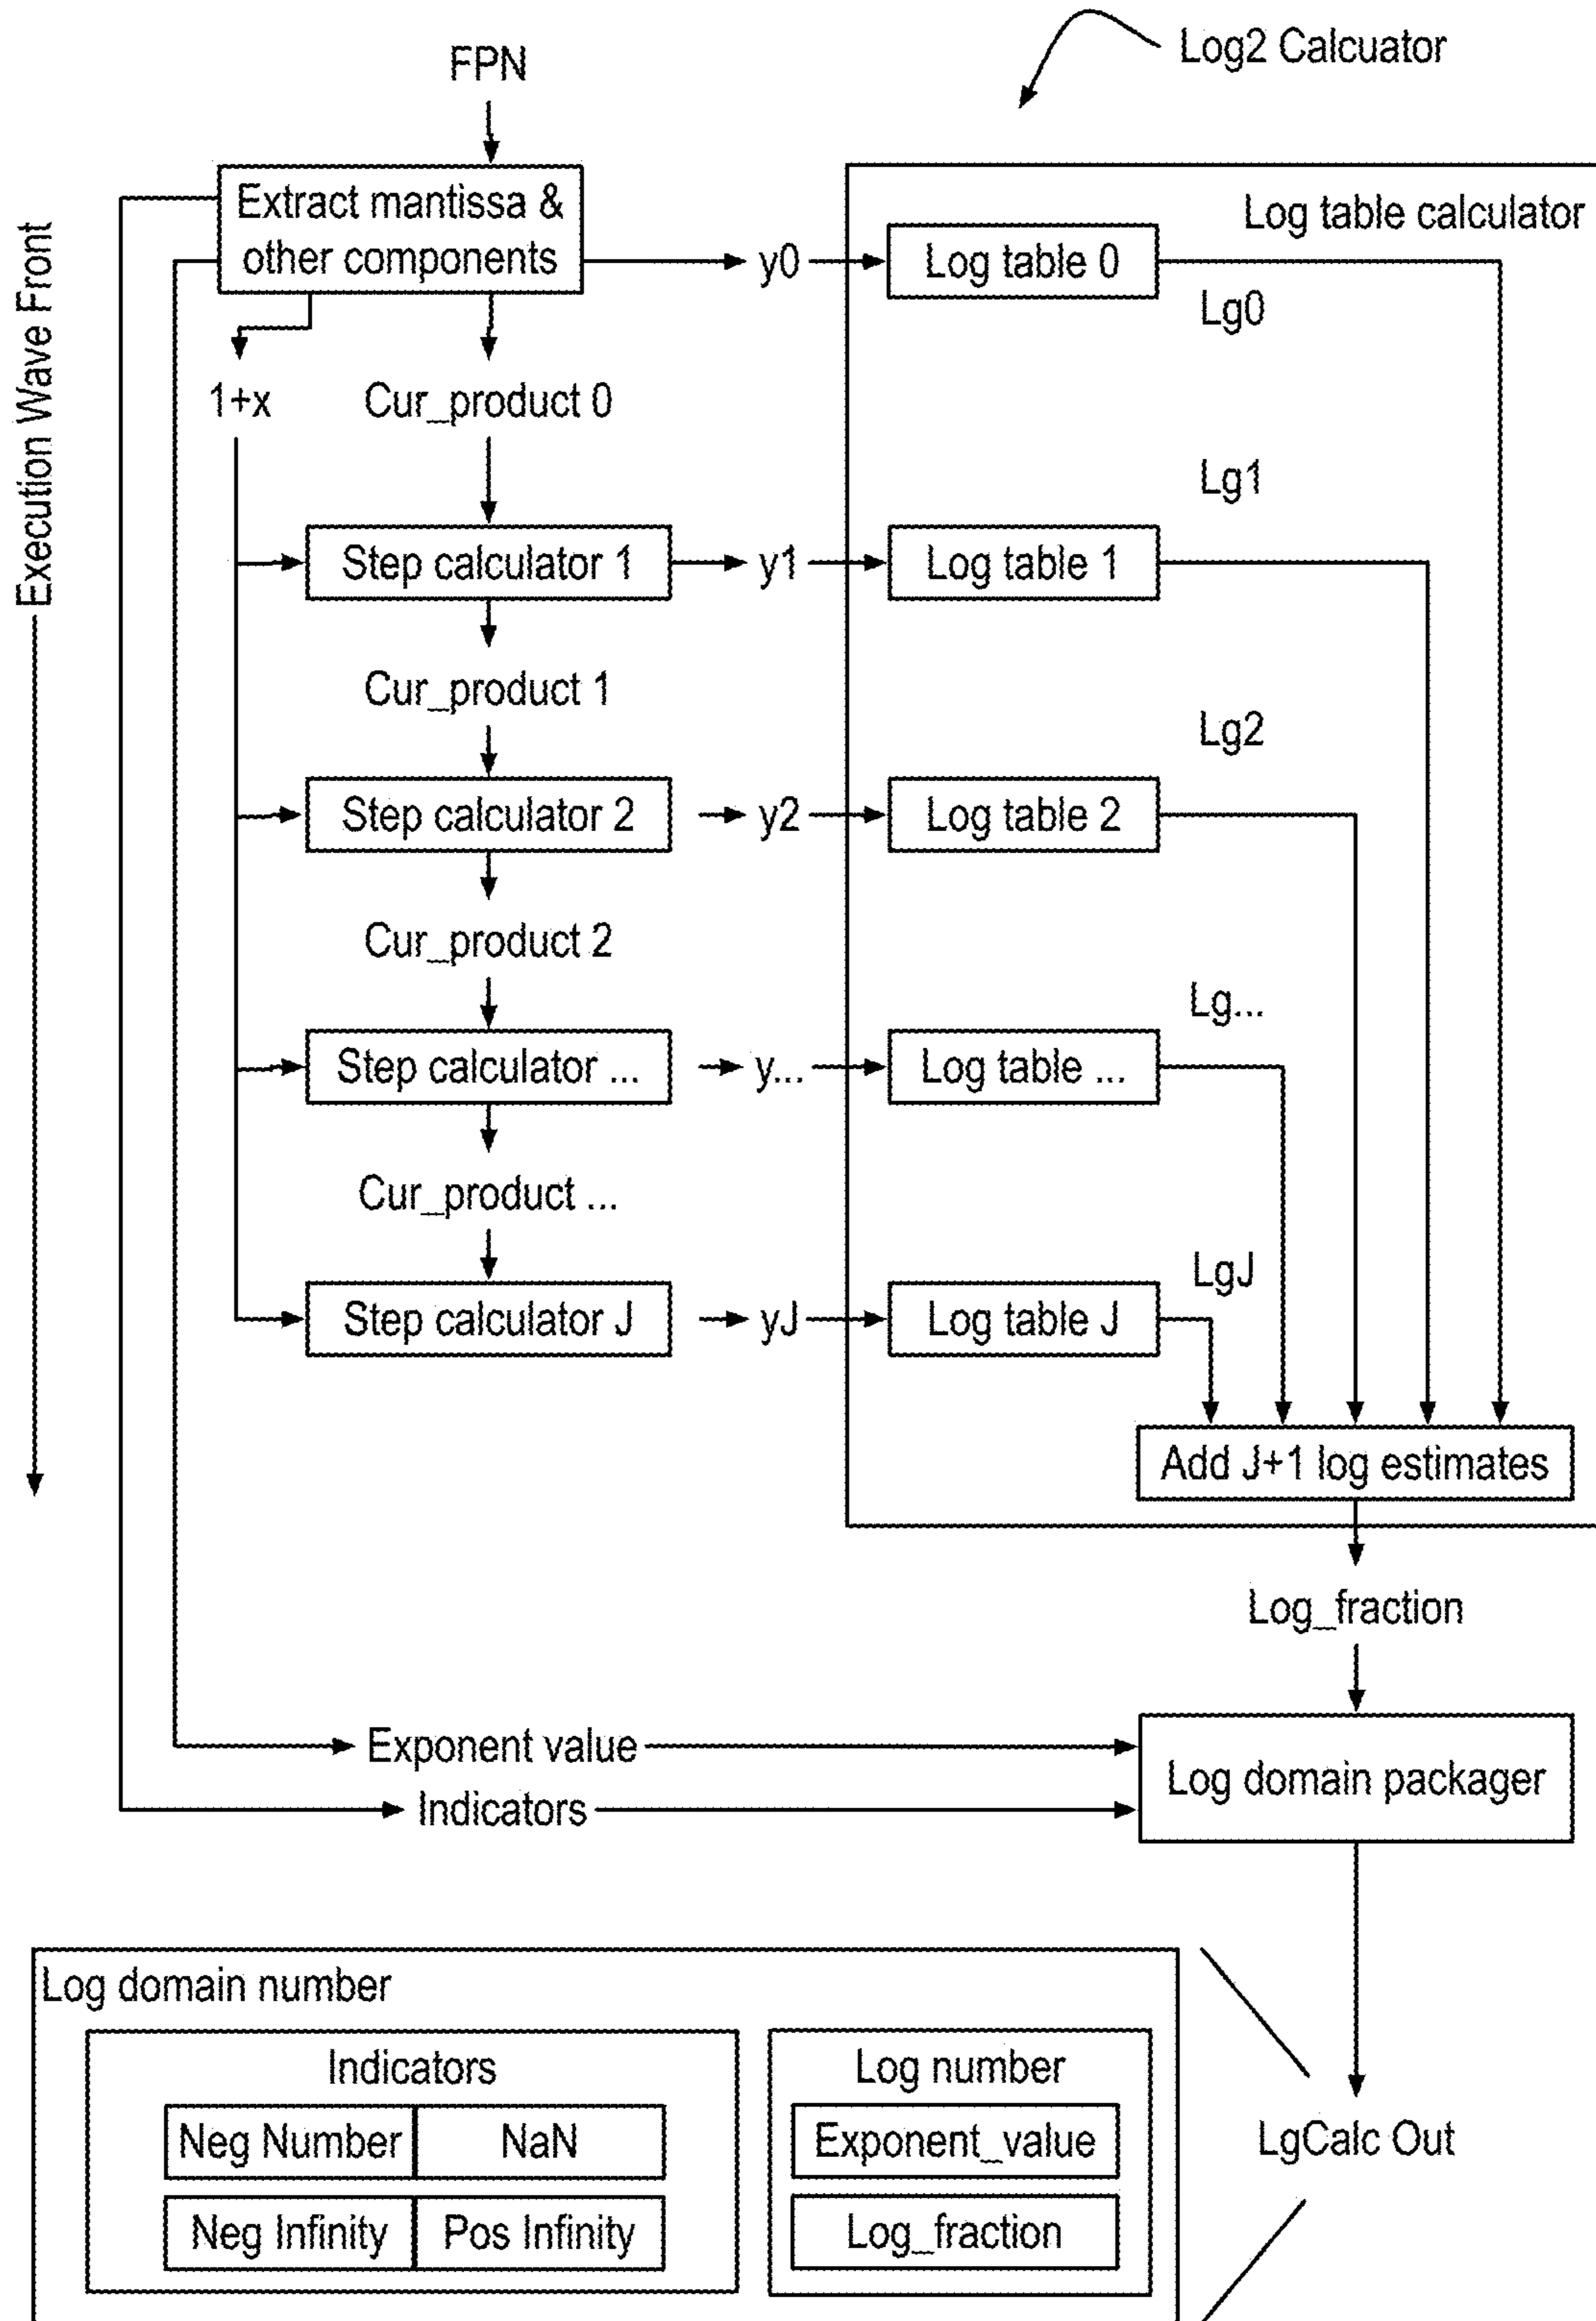 FPN
Log2 Calcuator
Execution Wave Front
Extract mantissa &
other components
y0
Log table calculator
Log table 0
Lg0
1+x
Cur_product 0
Lg1
Step calculator 1
y1
Log table 1
Cur_product 1
Lg2
Step calculator 2
y2
Log table 2
Cur_product 2
Lg...
Step calculator ...
y...
Log table ...
Cur_product ...
LgJ
Step calculator J
yJ
Log table J
Add J+1 log estimates
Log_fraction
Exponent value
Indicators
Log domain packager
Log domain number
Indicators
Neg Number
NaN
Neg Infinity
Pos Infinity
Log number
Exponent_value
Log_fraction
LgCalc Out